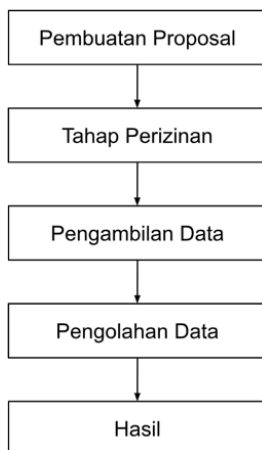 Pembuatan Proposal
Tahap Perizinan
Pengambilan Data
Pengolahan Data
Hasil